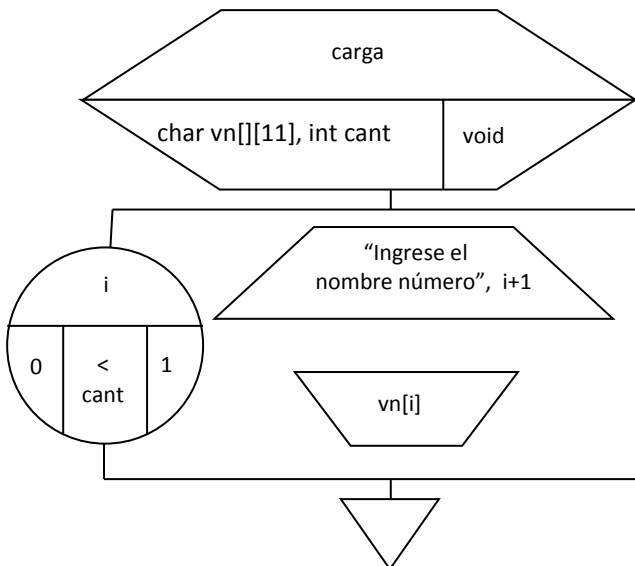 carga
char vn[][11], int cant
void
“Ingrese el
nombre número”, i+1
i
0
<
cant
1
vn[i]